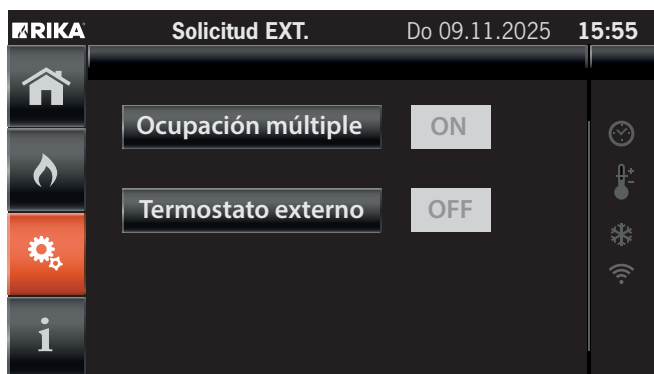 RIKA Solicitud EXT. Do 09.11.2025 15:55
Ocupación múltiple ON
Termostato externo OFF
i